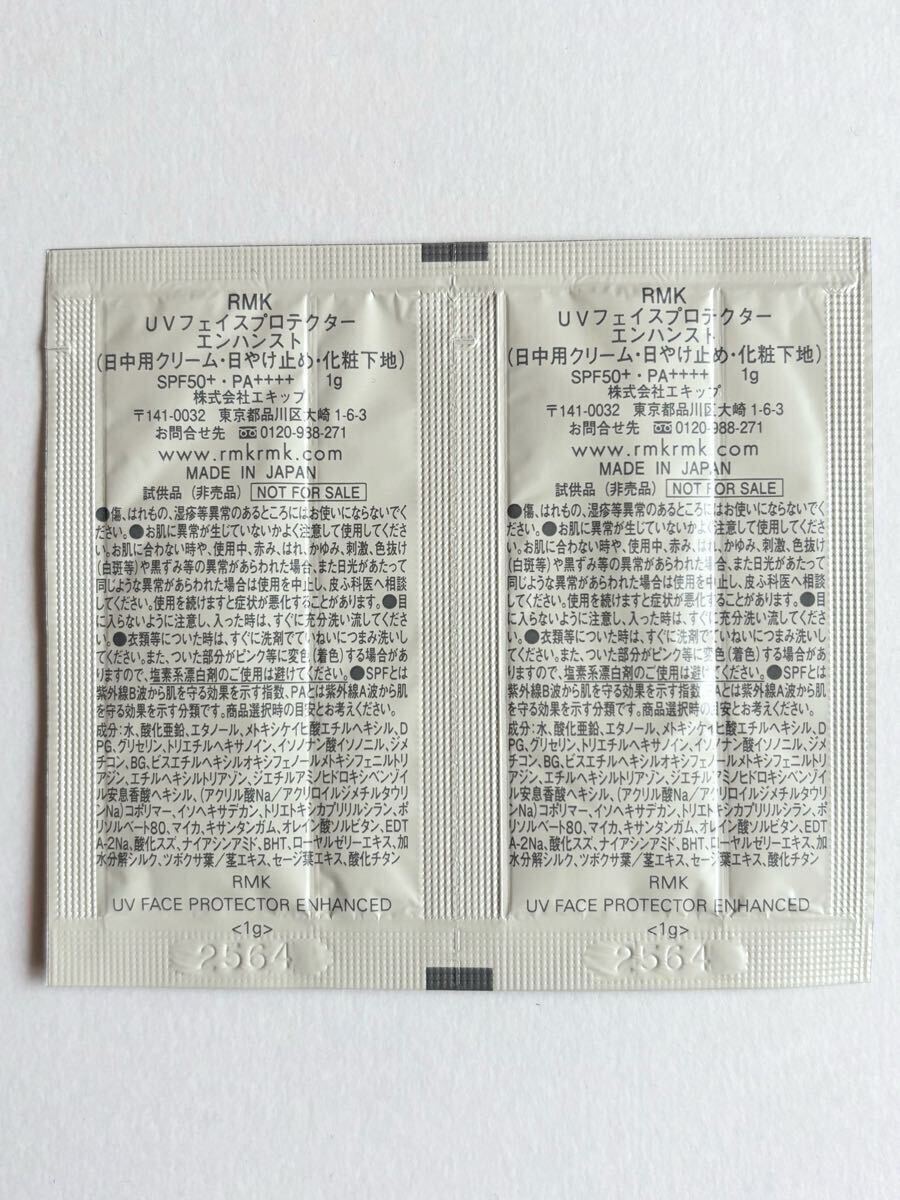 RMK
UVフェイスプロテクター
エンハンスト
(日中用クリーム・日やけ止め・化粧下地)
SPF50+・PA++++ 1g
株式会社エキップ
〒141-0032 東京都品川区大崎1-6-3
お問合せ先 0120-988-271
www.rmkrmk.com
MADE IN JAPAN
試供品(非売品) NOT FOR SALE
●傷、はれもの、湿疹等異常のあるところにはお使いにならないでく
ださい。●お肌に異常が生じていないかよく注意して使用してくださ
い。お肌に合わない時や、使用中、赤み、はれ、かゆみ、刺激、色抜け
(白斑等)や黒ずみ等の異常があらわれた場合、また日光があたって
同じような異常があらわれた場合は使用を中止し、皮ふ科医へ相談
してください。使用を続けますと症状が悪化することがあります。●目
に入らないように注意し、入った時は、すぐに充分洗い流してくださ
い。●衣類等についた時は、すぐに洗剤でていねいにつまみ洗いし
てください。また、ついた部分がピンク等に変色(着色)する場合があ
りますので、塩素系漂白剤のご使用は避けてください。●SPFとは
紫外線B波から肌を守る効果を示す指数、PAとは紫外線A波から肌
を守る効果を示す分類です。商品選択時の目安とお考えください。
成分:水、酸化亜鉛、エタノール、メトキシケイヒ酸エチルヘキシル、D
PG、グリセリン、トリエチルヘキサノイン、イソノナン酸イソノニル、ジメ
チコン、BG、ビスエチルヘキシルオキシフェノールメトキシフェニルトリ
アジン、エチルヘキシルトリアゾン、ジエチルアミノヒドロキシベンゾイ
ル安息香酸ヘキシル、(アクリル酸Na/アクリロイルジメチルタウリ
ンNa)コポリマー、イソヘキサデカン、トリエトキシカプリリルシラン、ポ
リソルベート80、マイカ、キサンタンガム、オレイン酸ソルビタン、EDT
A-2Na、酸化スズ、ナイアシンアミド、BHT、ローヤルゼリーエキス、加
水分解シルク、ツボクサ葉/茎エキス、セージ葉エキス、酸化チタン
RMK
UV FACE PROTECTOR ENHANCED
<1g>
2564
RMK
UVフェイスプロテクター
エンハンスト
(日中用クリーム・日やけ止め・化粧下地)
SPF50+・PA++++ 1g
株式会社エキップ
〒141-0032 東京都品川区大崎1-6-3
お問合せ先 0120-988-271
www.rmkrmk.com
MADE IN JAPAN
試供品(非売品) NOT FOR SALE
●傷、はれもの、湿疹等異常のあるところにはお使いにならないでく
ださい。●お肌に異常が生じていないかよく注意して使用してくださ
い。お肌に合わない時や、使用中、赤み、はれ、かゆみ、刺激、色抜け
(白斑等)や黒ずみ等の異常があらわれた場合、また日光があたって
同じような異常があらわれた場合は使用を中止し、皮ふ科医へ相談
してください。使用を続けますと症状が悪化することがあります。●目
に入らないように注意し、入った時は、すぐに充分洗い流してくださ
い。●衣類等についた時は、すぐに洗剤でていねいにつまみ洗いし
てください。また、ついた部分がピンク等に変色(着色)する場合があ
りますので、塩素系漂白剤のご使用は避けてください。●SPFとは
紫外線B波から肌を守る効果を示す指数、PAとは紫外線A波から肌
を守る効果を示す分類です。商品選択時の目安とお考えください。
成分:水、酸化亜鉛、エタノール、メトキシケイヒ酸エチルヘキシル、D
PG、グリセリン、トリエチルヘキサノイン、イソノナン酸イソノニル、ジメ
チコン、BG、ビスエチルヘキシルオキシフェノールメトキシフェニルトリ
アジン、エチルヘキシルトリアゾン、ジエチルアミノヒドロキシベンゾイ
ル安息香酸ヘキシル、(アクリル酸Na/アクリロイルジメチルタウリ
ンNa)コポリマー、イソヘキサデカン、トリエトキシカプリリルシラン、ポ
リソルベート80、マイカ、キサンタンガム、オレイン酸ソルビタン、EDT
A-2Na、酸化スズ、ナイアシンアミド、BHT、ローヤルゼリーエキス、加
水分解シルク、ツボクサ葉/茎エキス、セージ葉エキス、酸化チタン
RMK
UV FACE PROTECTOR ENHANCED
<1g>
2564